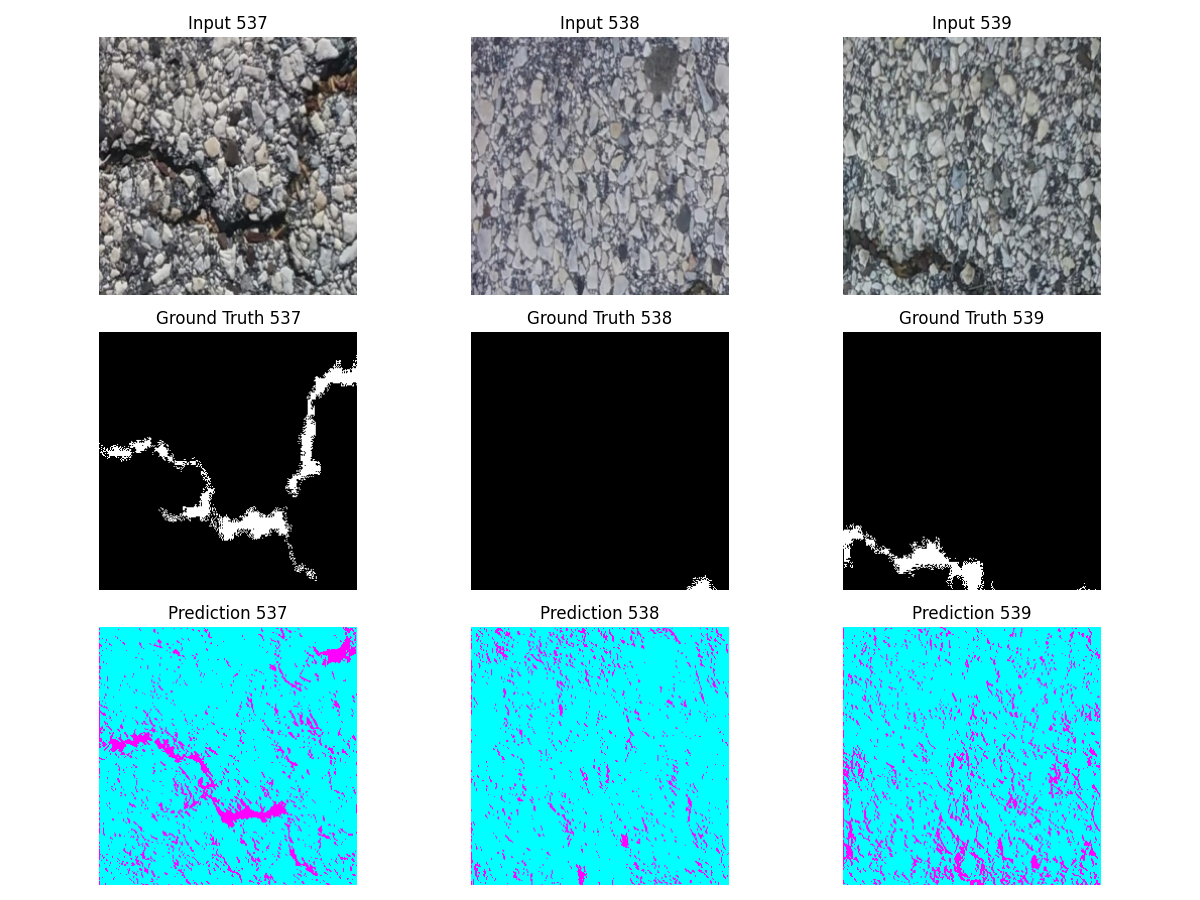 Input 537
Input 538
Input 539
Ground Truth 537
Ground Truth 538
Ground Truth 539
Prediction 537
Prediction 538
Prediction 539